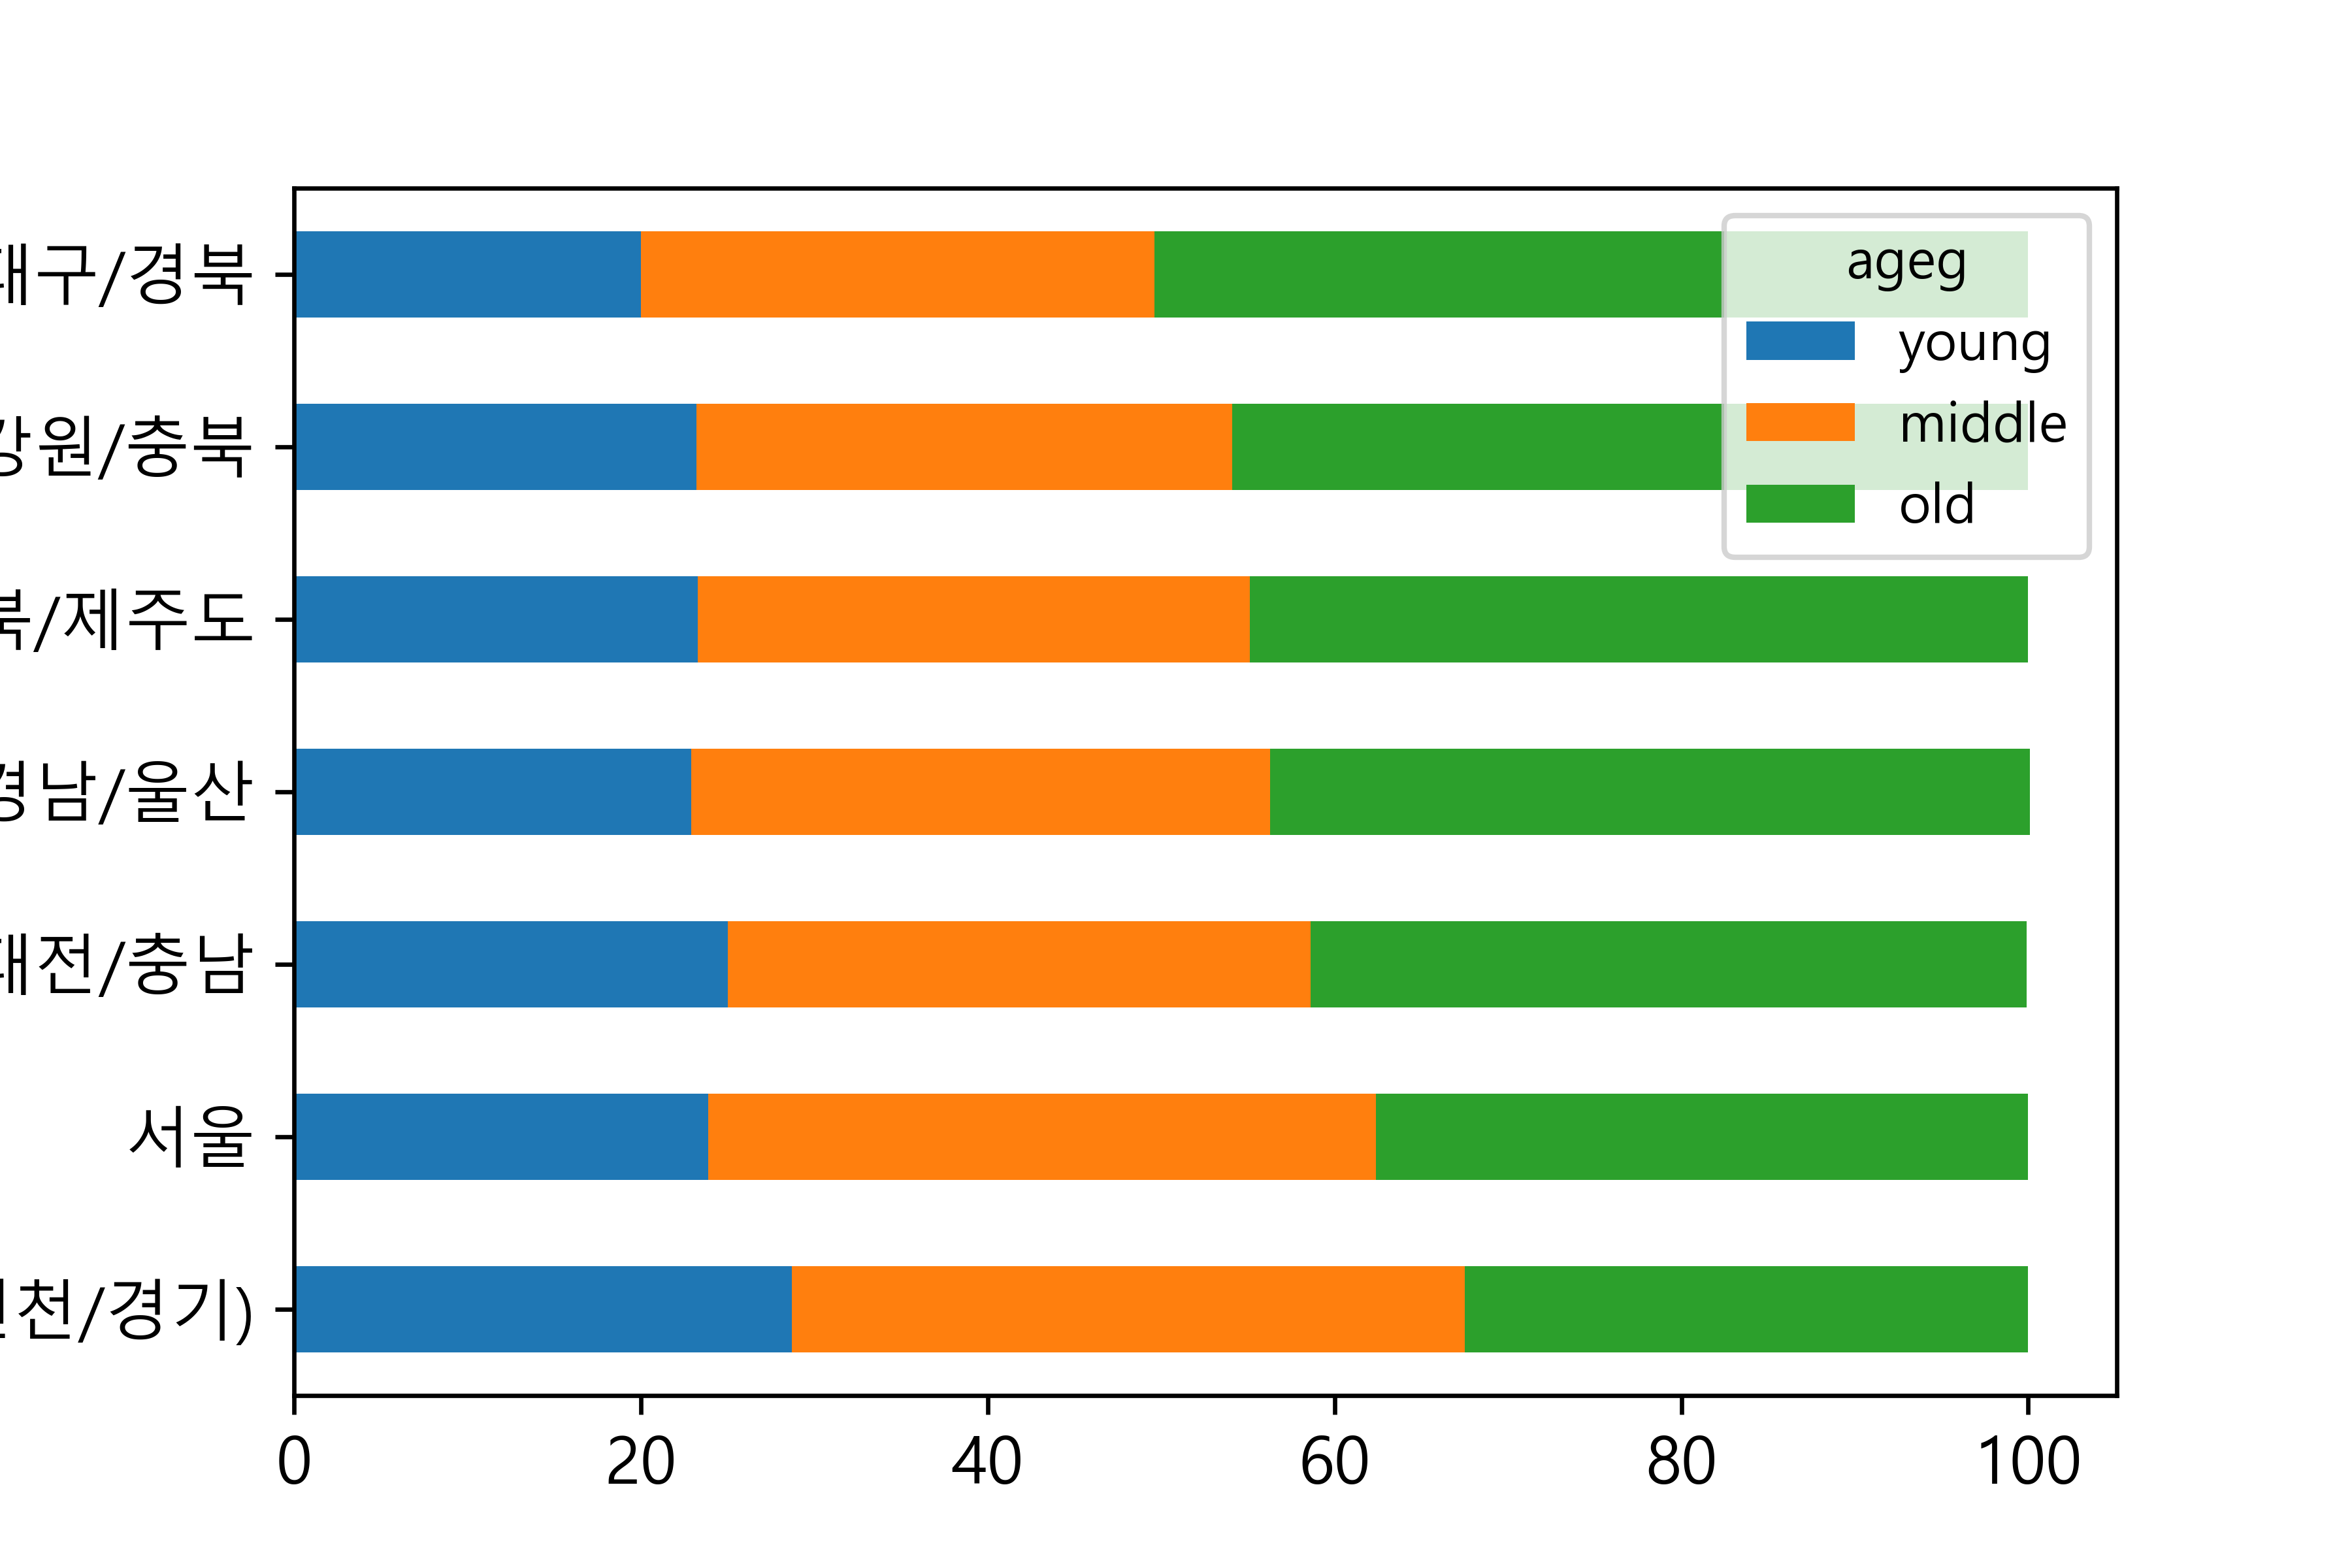 ageg
young
middle
old
대구/경북
강원/충북
/제주도
경남/울산
대전/충남
서울
천/경기)
0 20 40 60 80 100